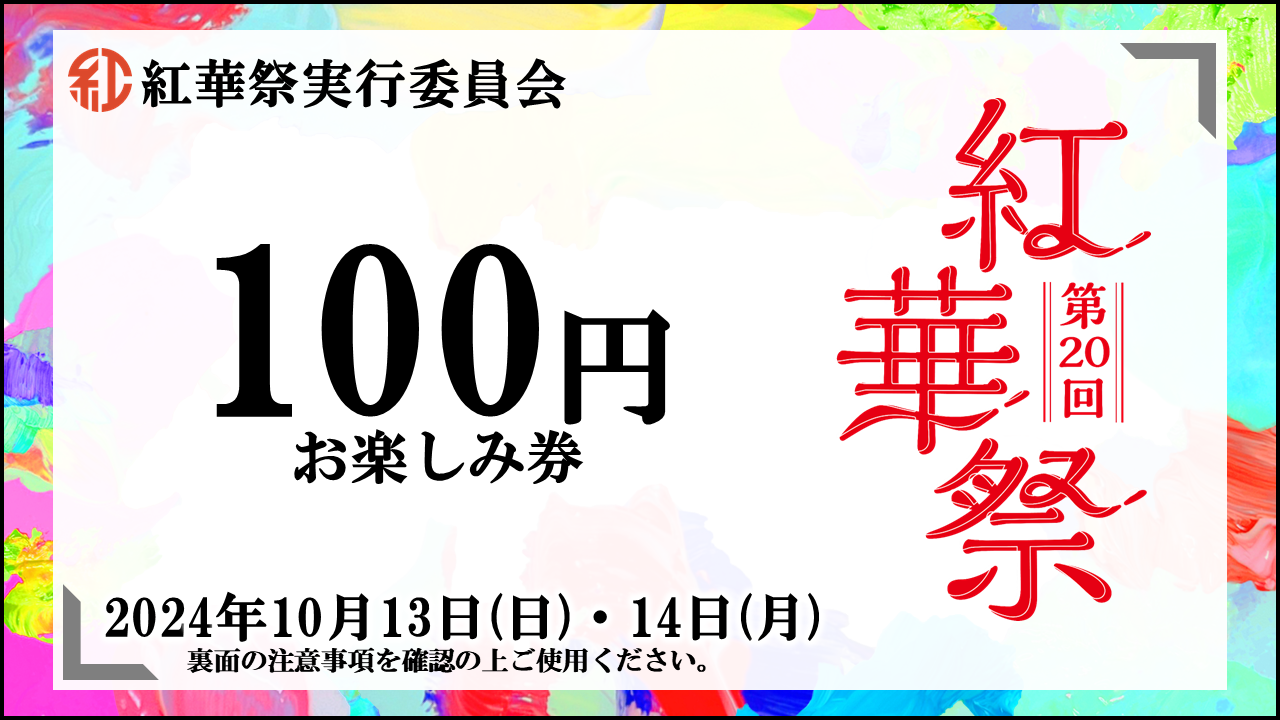 紅 紅華祭実行委員会
100円
お楽しみ券
紅華祭
第20回
2024年10月13日(日)・14日(月)
裏面の注意事項を確認の上ご使用ください。